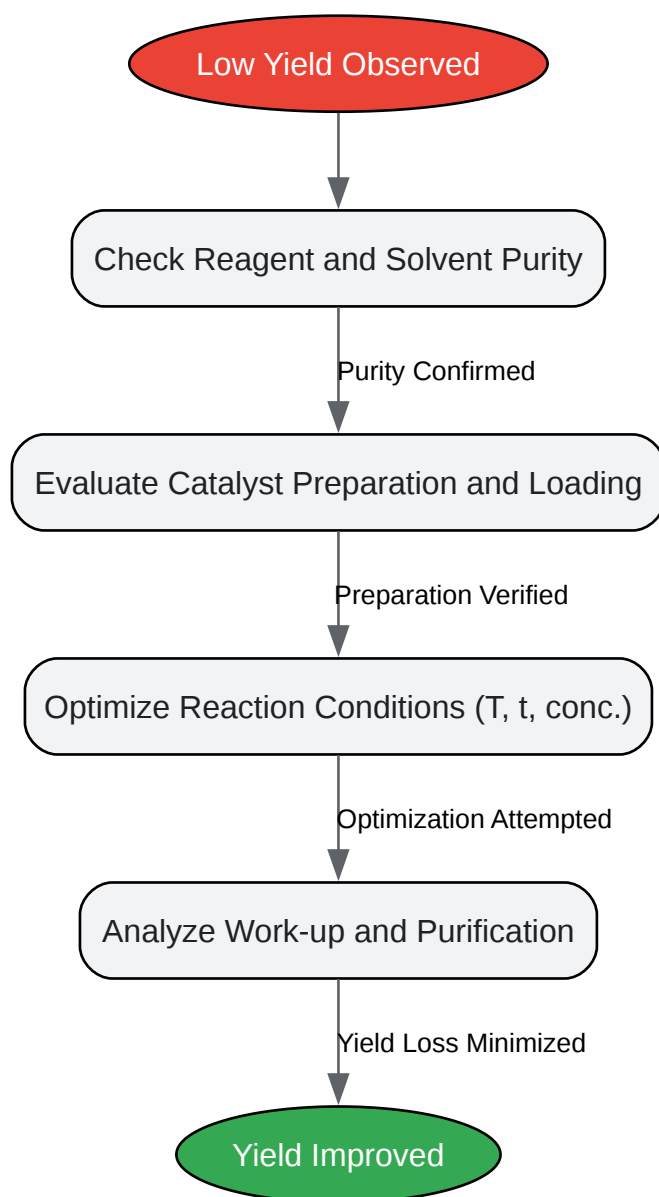 Low Yield Observed
Check Reagent and Solvent Purity
Purity Confirmed
Evaluate Catalyst Preparation and Loading
Preparation Verified
Optimize Reaction Conditions (T, t, conc.)
Optimization Attempted
Analyze Work-up and Purification
Yield Loss Minimized
Yield Improved